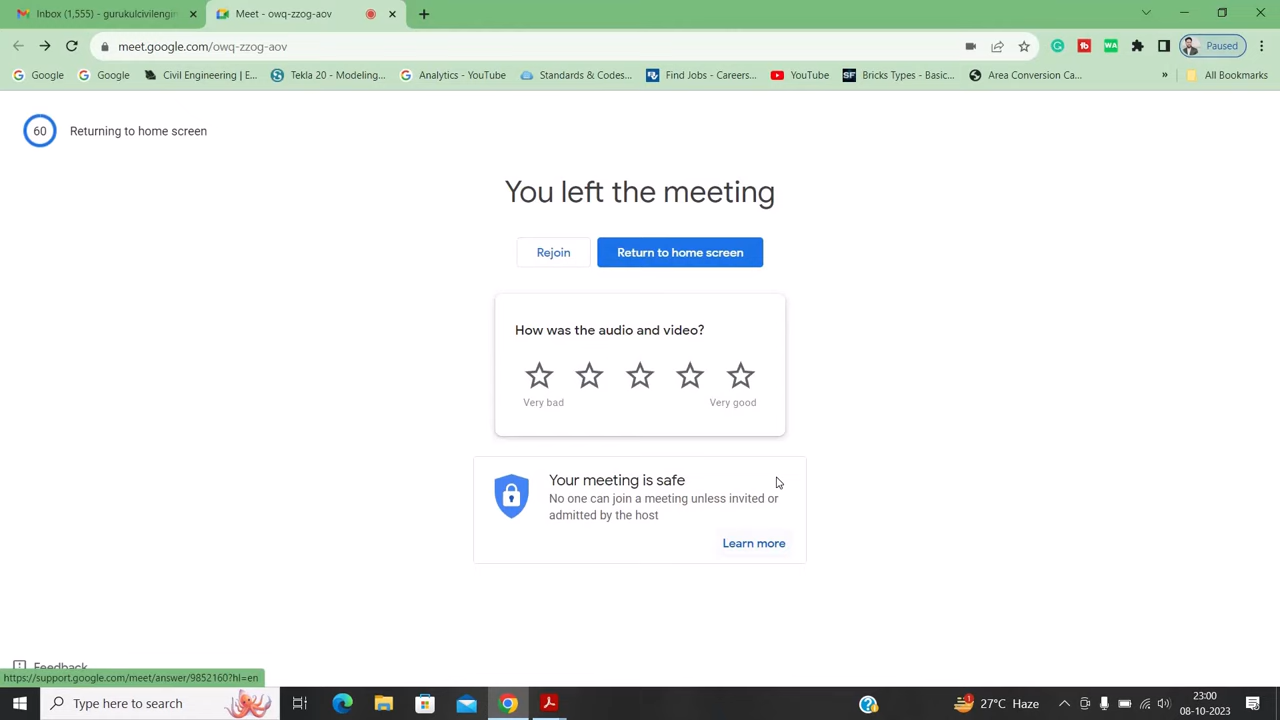 Inbox (1,555) - gurukulcivilengin
Meet - owq-zzog-aov
meet.google.com/owq-zzog-aov
Paused
Google
Google
Civil Engineering | E...
Tekla 20 - Modeling...
Analytics - YouTube
Standards & Codes...
Find Jobs - Careers...
YouTube
Bricks Types - Basic...
Area Conversion Ca...
»
All Bookmarks
60
Returning to home screen
You left the meeting
Rejoin
Return to home screen
How was the audio and video?
Very bad
Very good
Your meeting is safe
No one can join a meeting unless invited or
admitted by the host
Learn more
Feedback
https://support.google.com/meet/answer/9852160?hl=en
Type here to search
27°C Haze
23:00
08-10-2023